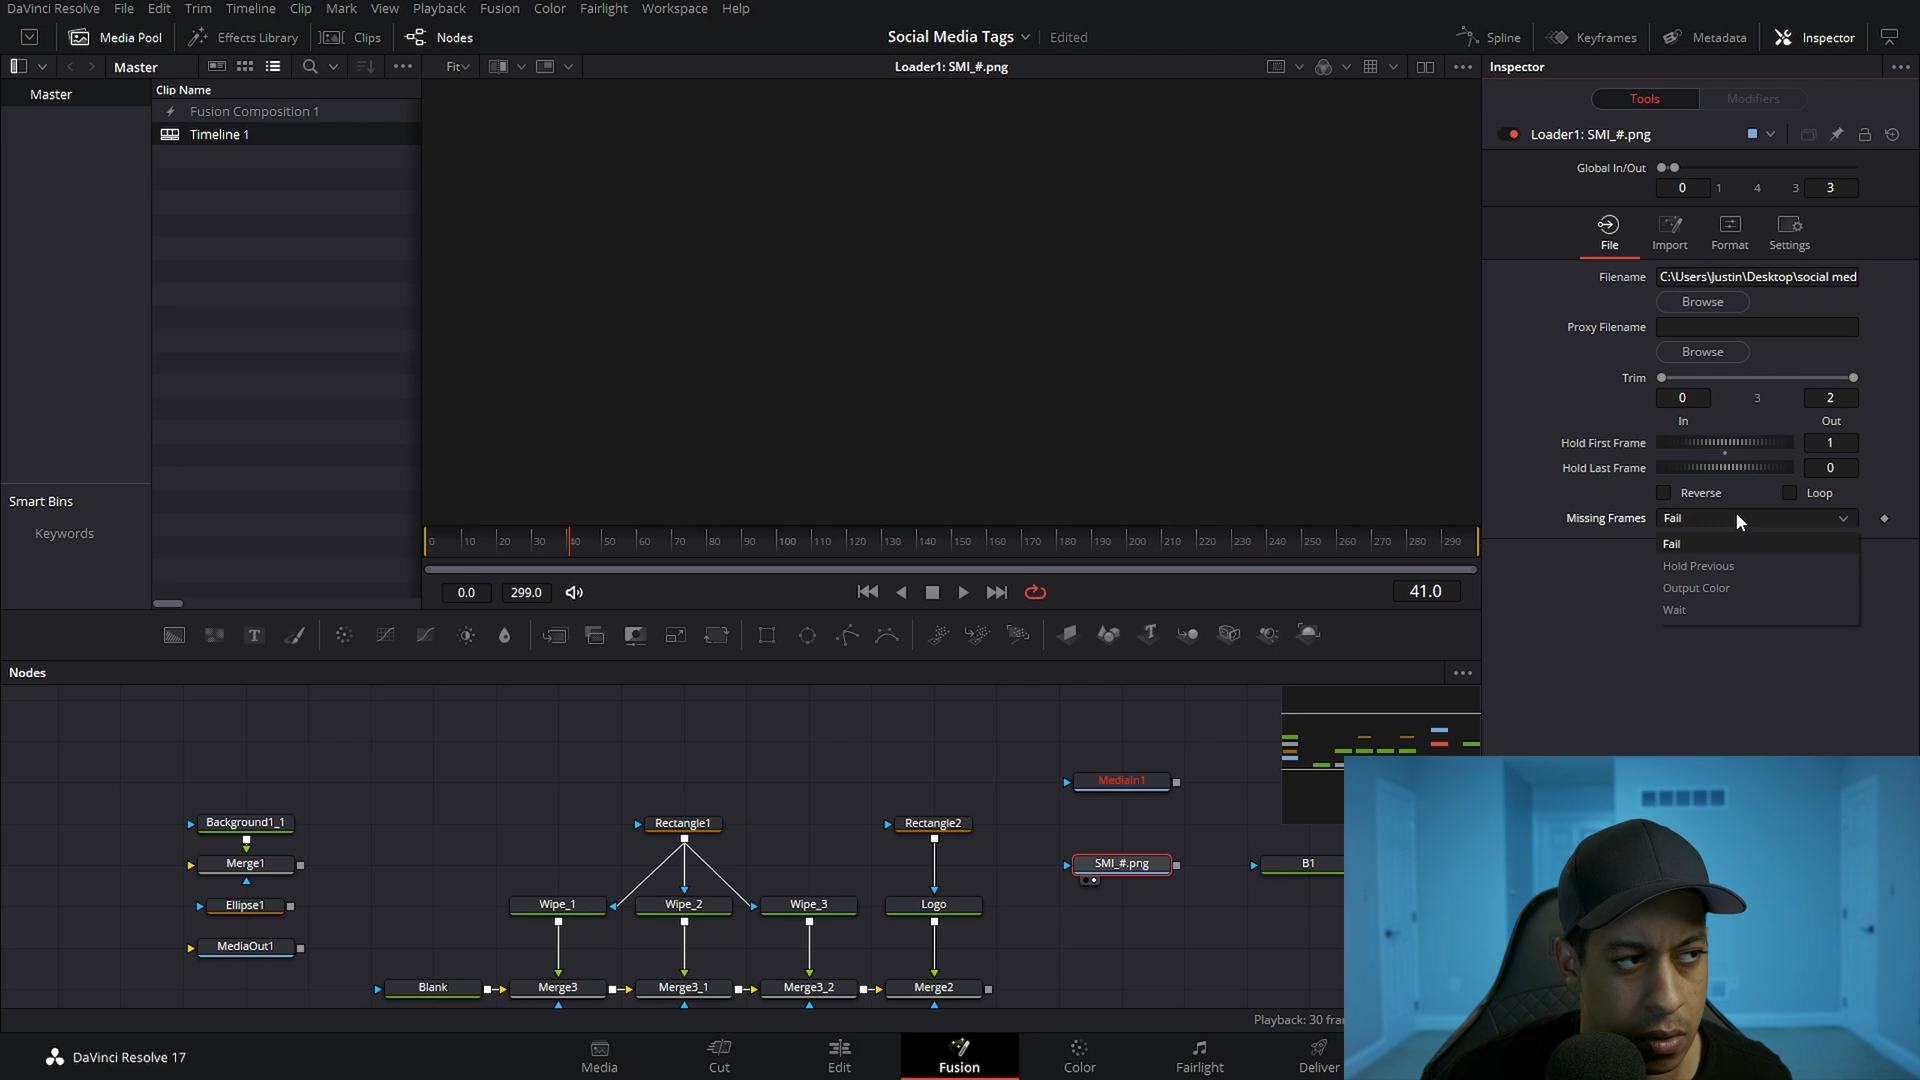 DaVinci Resolve File Edit Trim Timeline Clip Mark View Playback Fusion Color Fairlight Workspace Help
Media Pool Effects Library Clips Nodes Social Media Tags Edited Spline Keyframes Metadata Inspector
Master Fit Loader1: SMI_#.png Inspector
Master
Clip Name
Fusion Composition 1
Timeline 1
Tools Modifiers
Loader1: SMI_#.png
Global In/Out
0 1 4 3 3
File Import Format Settings
Filename C:\Users\Justin\Desktop\social med
Browse
Proxy Filename
Browse
Trim
0 3 2
In Out
Hold First Frame 1
Hold Last Frame 0
Reverse Loop
Missing Frames Fail
Fail
Hold Previous
Output Color
Wait
Smart Bins
Keywords
0 10 20 30 40 50 60 70 80 90 100 110 120 130 140 150 160 170 180 190 200 210 220 230 240 250 260 270 280 290
0.0 299.0 41.0
Nodes
MediaIn1
Background1_1 Rectangle1 Rectangle2
Merge1 SMI_#.png B1
Ellipse1 Wipe_1 Wipe_2 Wipe_3 Logo
MediaOut1
Blank Merge3 Merge3_1 Merge3_2 Merge2
Playback: 30 fra
DaVinci Resolve 17
Media Cut Edit Fusion Color Fairlight Deliver